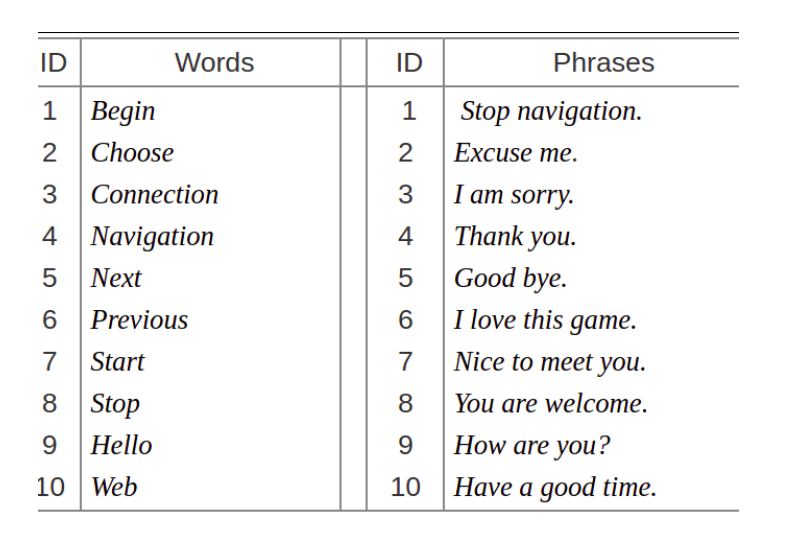 ID Words ID Phrases
1 Begin 1 Stop navigation.
2 Choose 2 Excuse me.
3 Connection 3 I am sorry.
4 Navigation 4 Thank you.
5 Next 5 Good bye.
6 Previous 6 I love this game.
7 Start 7 Nice to meet you.
8 Stop 8 You are welcome.
9 Hello 9 How are you?
10 Web 10 Have a good time.